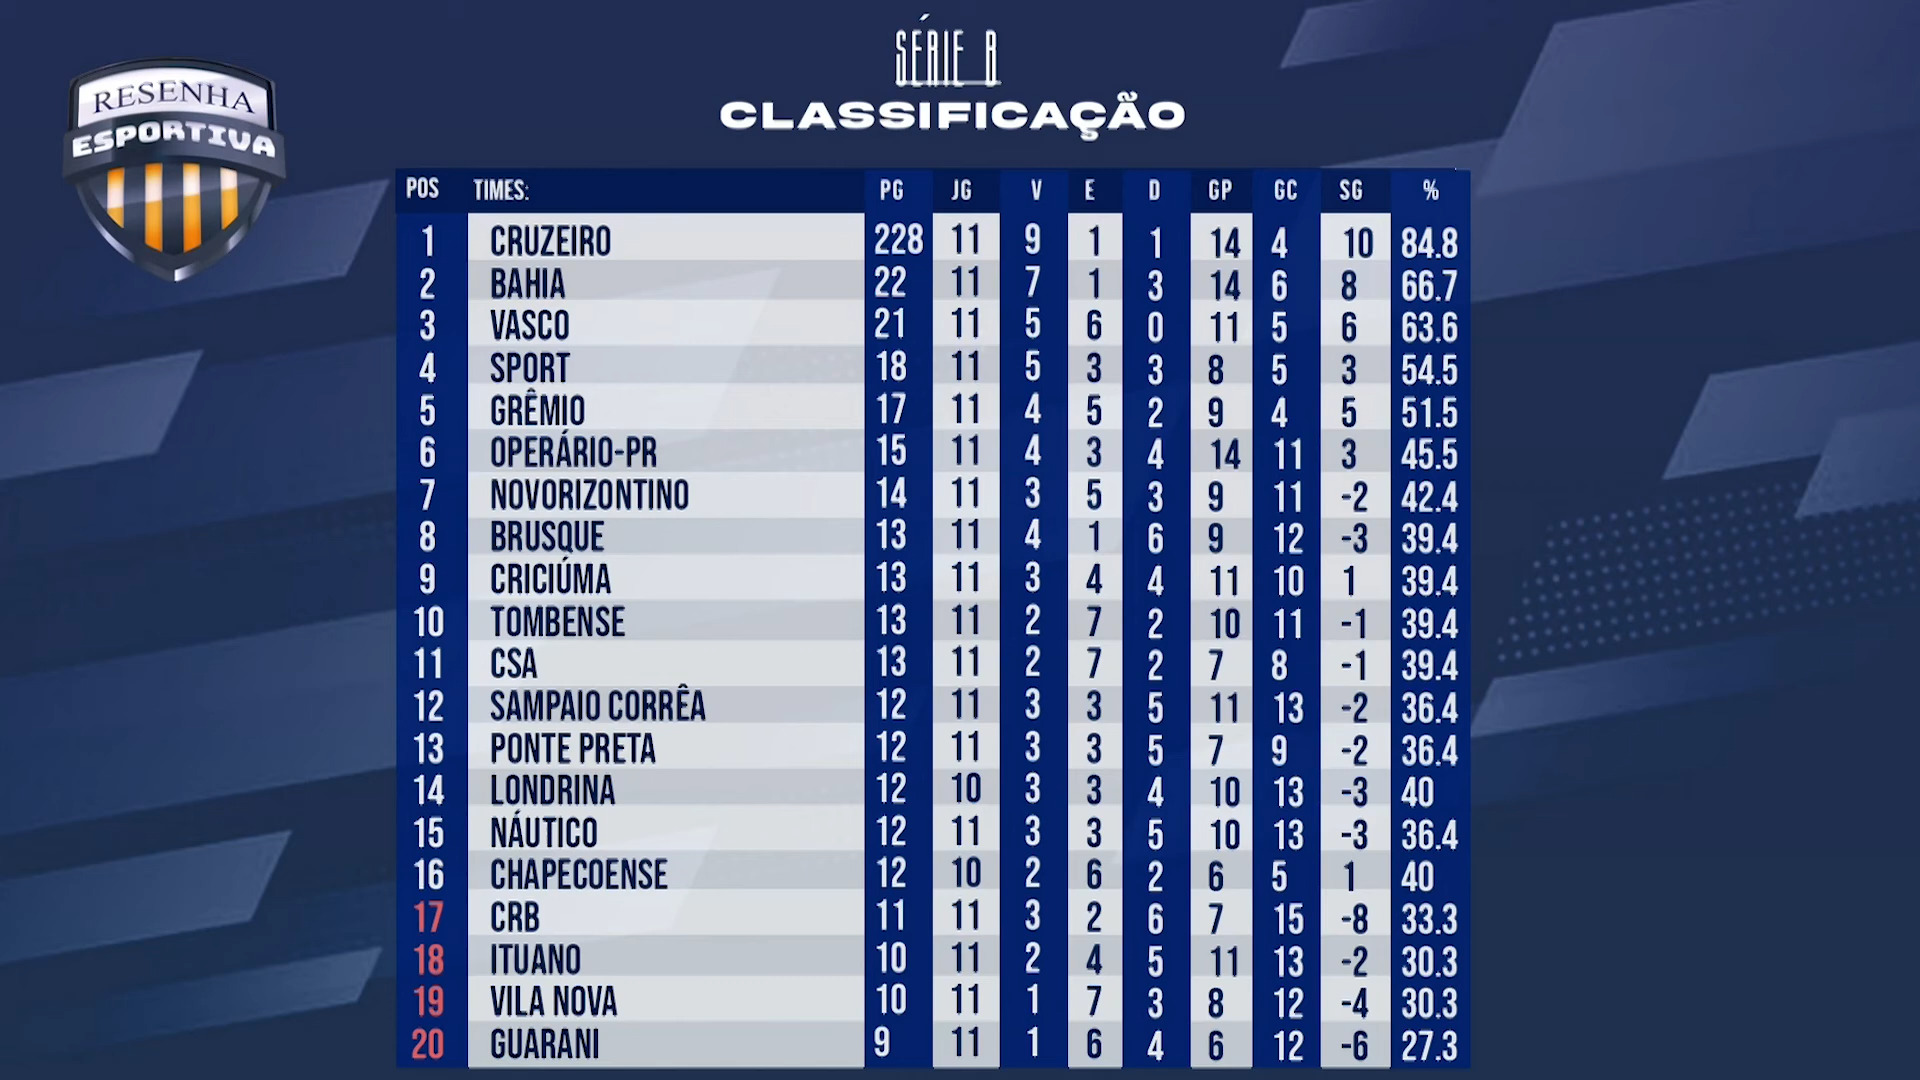 SÉRIE B
CLASSIFICAÇÃO
RESENHA
ESPORTIVA
POS TIMES: PG JG V E D GP GC SG %
1 CRUZEIRO 228 11 9 1 1 14 4 10 84.8
2 BAHIA 22 11 7 1 3 14 6 8 66.7
3 VASCO 21 11 5 6 0 11 5 6 63.6
4 SPORT 18 11 5 3 3 8 5 3 54.5
5 GRÊMIO 17 11 4 5 2 9 4 5 51.5
6 OPERÁRIO-PR 15 11 4 3 4 14 11 3 45.5
7 NOVORIZONTINO 14 11 3 5 3 9 11 -2 42.4
8 BRUSQUE 13 11 4 1 6 9 12 -3 39.4
9 CRICIÚMA 13 11 3 4 4 11 10 1 39.4
10 TOMBENSE 13 11 2 7 2 10 11 -1 39.4
11 CSA 13 11 2 7 2 7 8 -1 39.4
12 SAMPAIO CORRÊA 12 11 3 3 5 11 13 -2 36.4
13 PONTE PRETA 12 11 3 3 5 7 9 -2 36.4
14 LONDRINA 12 10 3 3 4 10 13 -3 40
15 NÁUTICO 12 11 3 3 5 10 13 -3 36.4
16 CHAPECOENSE 12 10 2 6 2 6 5 1 40
17 CRB 11 11 3 2 6 7 15 -8 33.3
18 ITUANO 10 11 2 4 5 11 13 -2 30.3
19 VILA NOVA 10 11 1 7 3 8 12 -4 30.3
20 GUARANI 9 11 1 6 4 6 12 -6 27.3